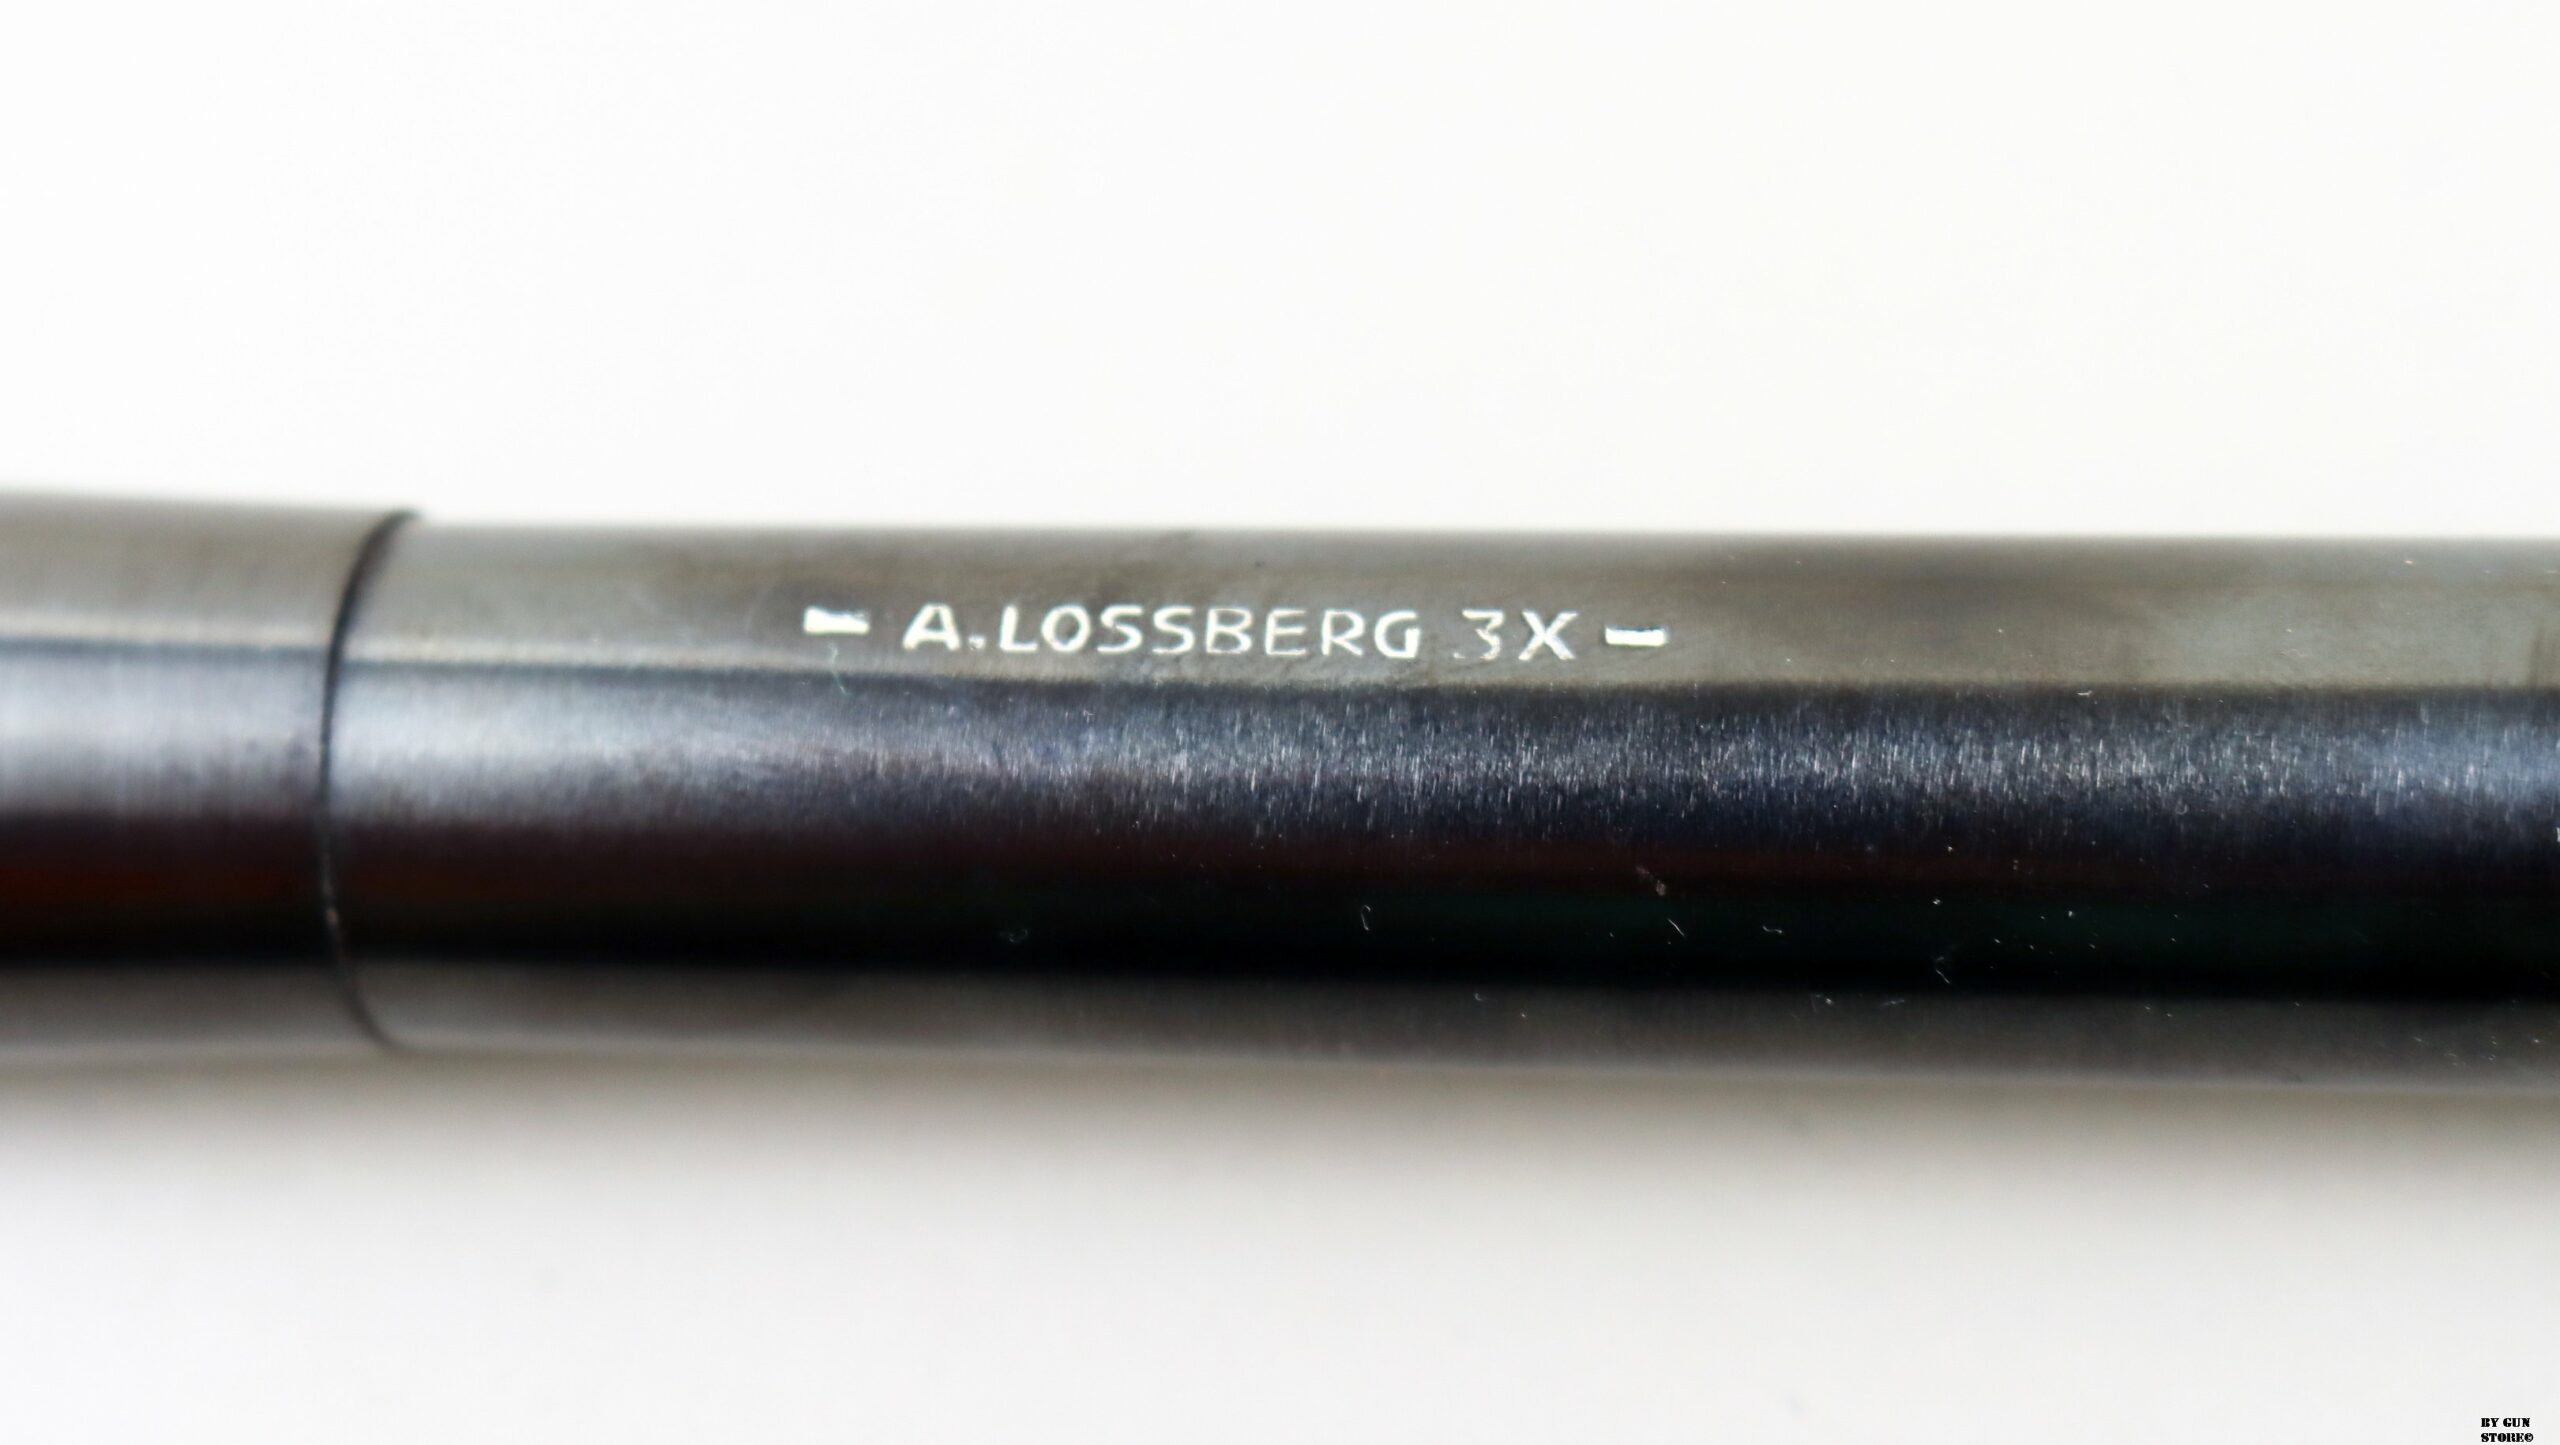 - A.LOSSBERG 3X -
BY GUN
STORE©